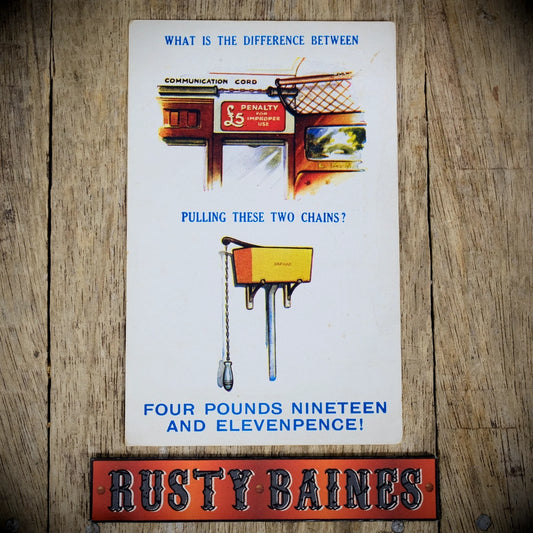 WHAT IS THE DIFFERENCE BETWEEN
COMMUNICATION CORD
£5 PENALTY
FOR
IMPROPER
USE
PULLING THESE TWO CHAINS?
FOUR POUNDS NINETEEN
AND ELEVENPENCE!
RUSTY BAINES